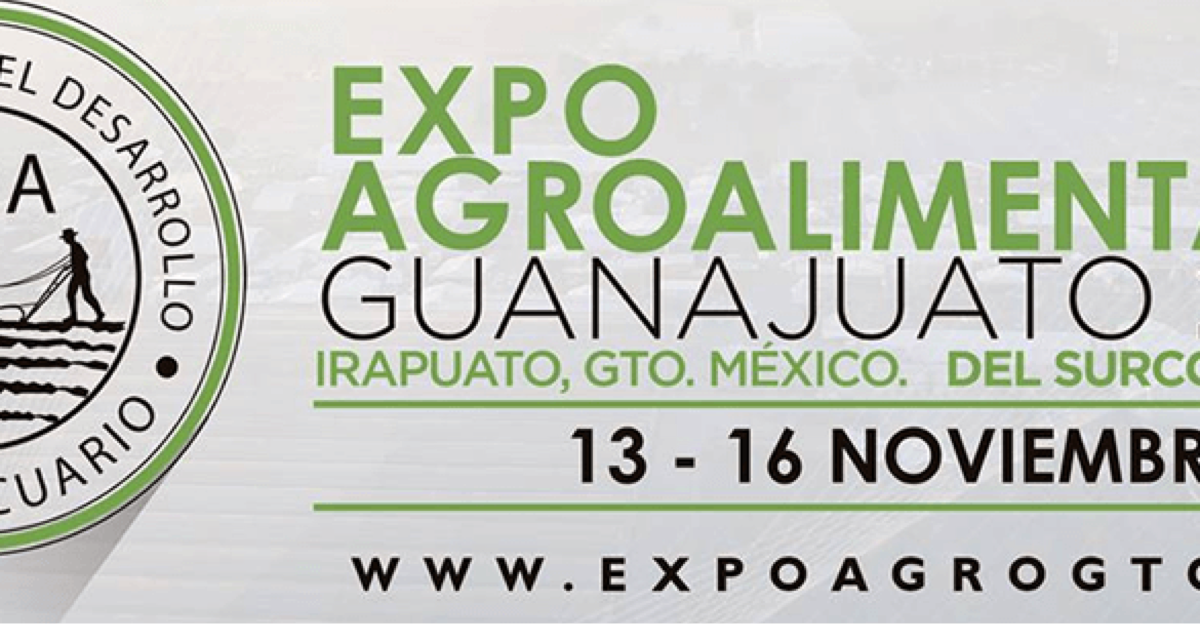 EL DESARROLLO
A
CUARIO
EXPO
AGROALIMENTA
GUANAJUATO
IRAPUATO, GTO. MÉXICO. DEL SURCO
13 - 16 NOVIEMBR
WWW.EXPOAGROGTO